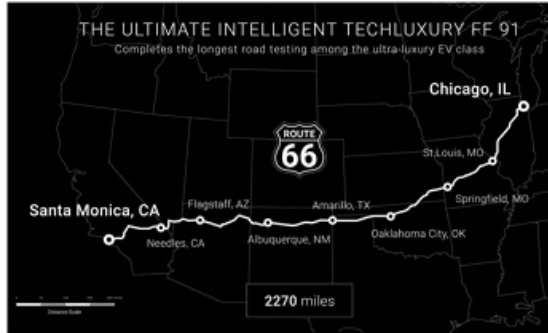 THE ULTIMATE INTELLIGENT TECHLUXURY FF 91
Completes the longest road testing among the ultra-luxury EV class
Chicago, IL
ROUTE
66
St.Louis, MO
Springfield, MO
Santa Monica, CA
Flagstaff, AZ
Amarillo, TX
Needles, CA
Albuquerque, NM
Oaklahoma City, OK
2270 miles
Distance Scale